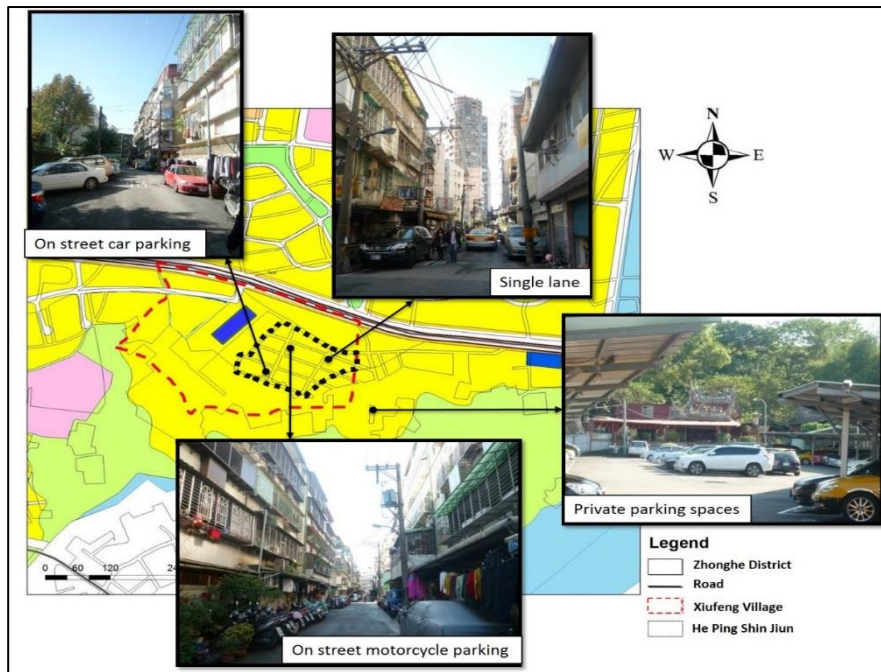 On street car parking
Single lane
N
W
E
S
Private parking spaces
On street motorcycle parking
0
60
120
Legend
Zhonghe District
Road
Xiufeng Village
He Ping Shin Jiun